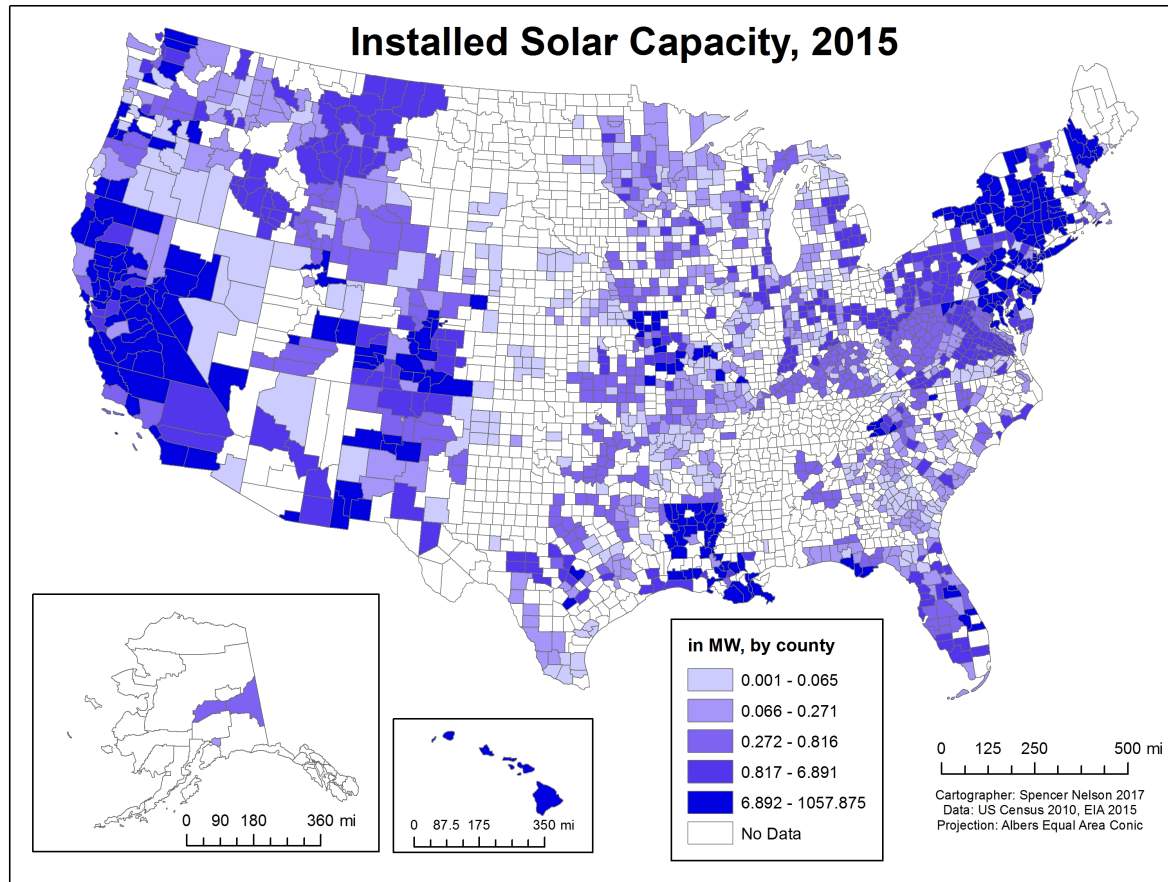 Installed Solar Capacity, 2015
in MW, by county
0.001 - 0.065
0.066 - 0.271
0.272 - 0.816
0.817 - 6.891
6.892 - 1057.875
No Data
0 90 180 360 mi
0 87.5 175 350 mi
0 125 250 500 mi
Cartographer: Spencer Nelson 2017
Data: US Census 2010, EIA 2015
Projection: Albers Equal Area Conic